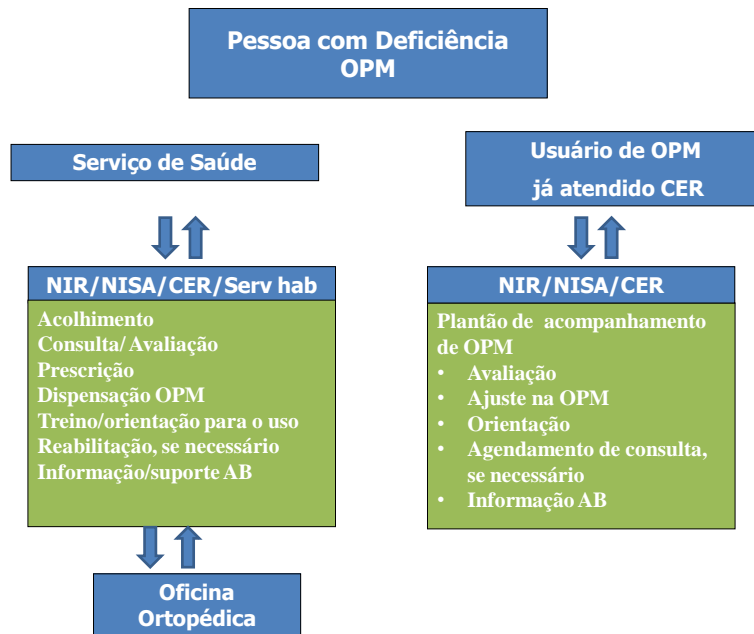 Pessoa com Deficiência
OPM
Serviço de Saúde
NIR/NISA/CER/Serv hab
Acolhimento
Consulta/ Avaliação
Prescrição
Dispensação OPM
Treino/orientação para o uso
Reabilitação, se necessário
Informação/suporte AB
Oficina
Ortopédica
Usuário de OPM
já atendido CER
NIR/NISA/CER
Plantão de acompanhamento
de OPM
• Avaliação
• Ajuste na OPM
• Orientação
• Agendamento de consulta,
se necessário
• Informação AB